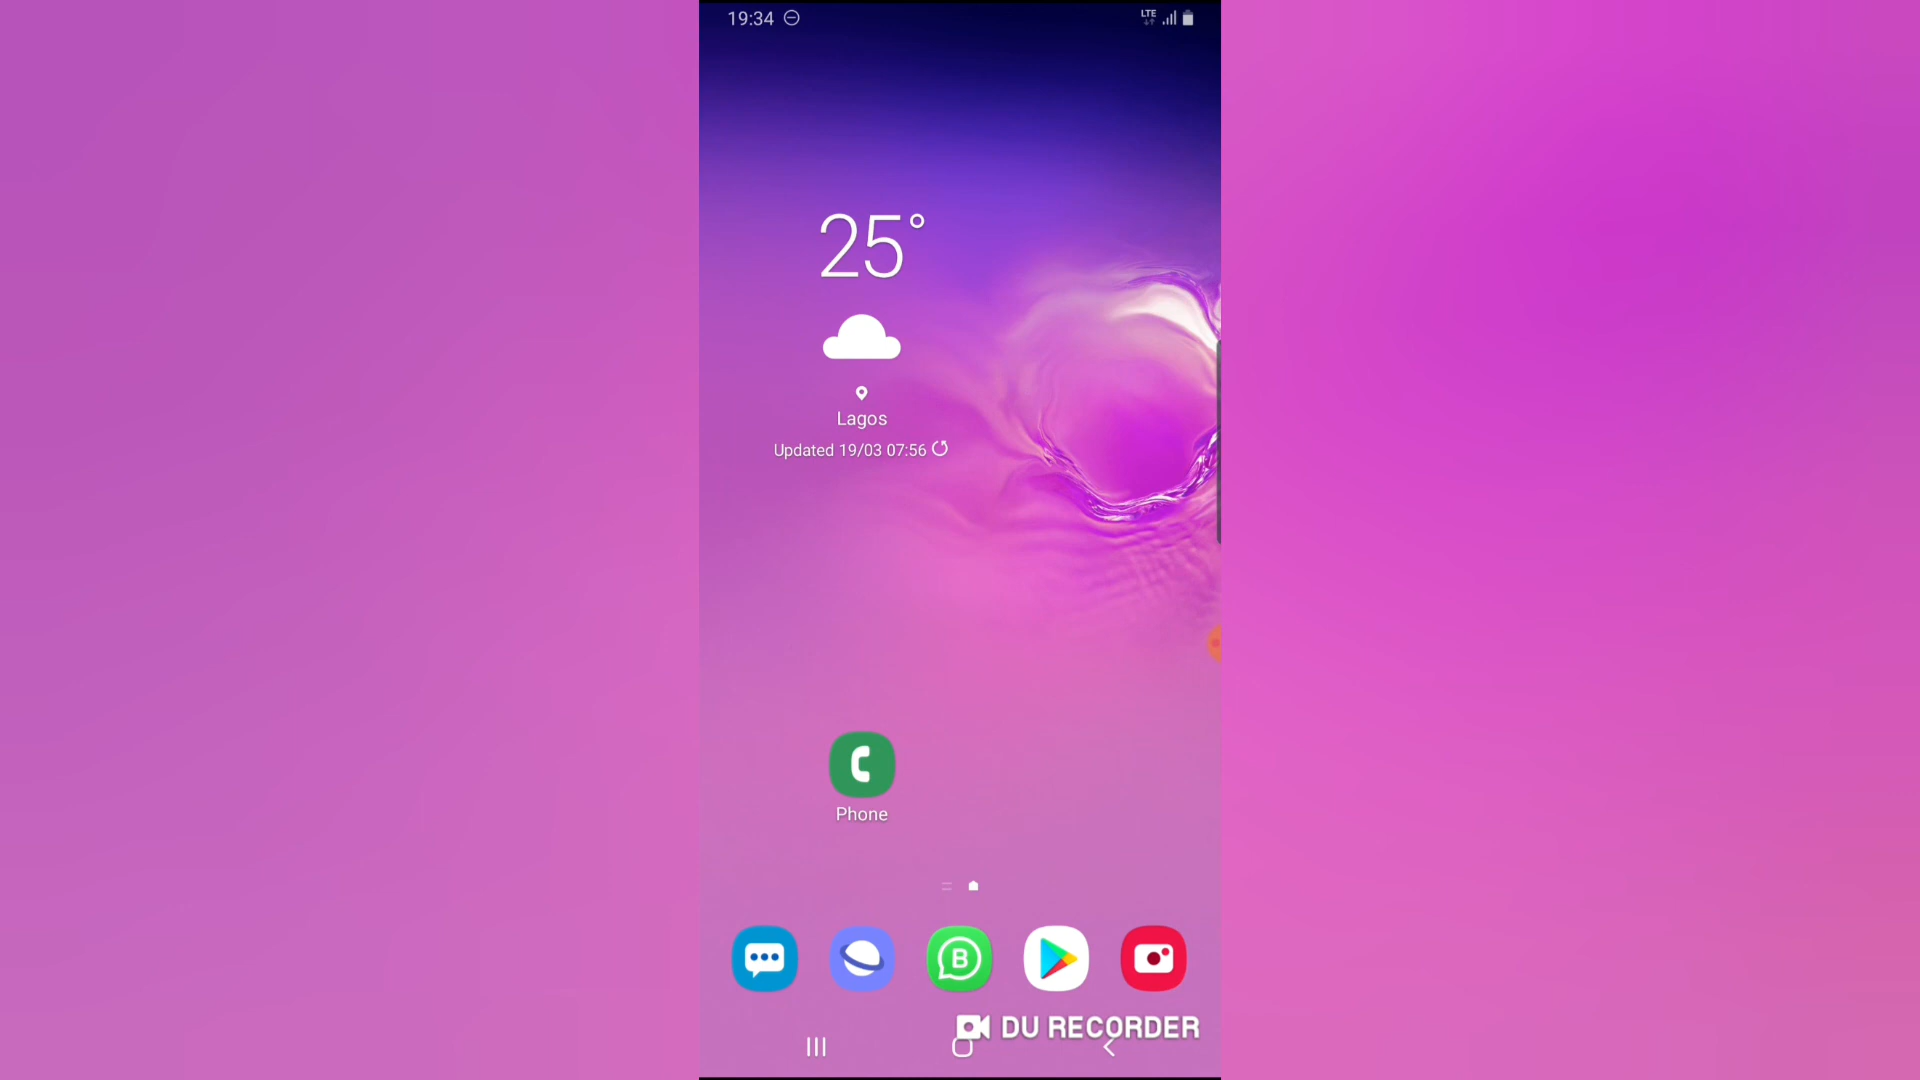 19:34
LTE
25°
Lagos
Updated 19/03 07:56
Phone
B
DU RECORDER